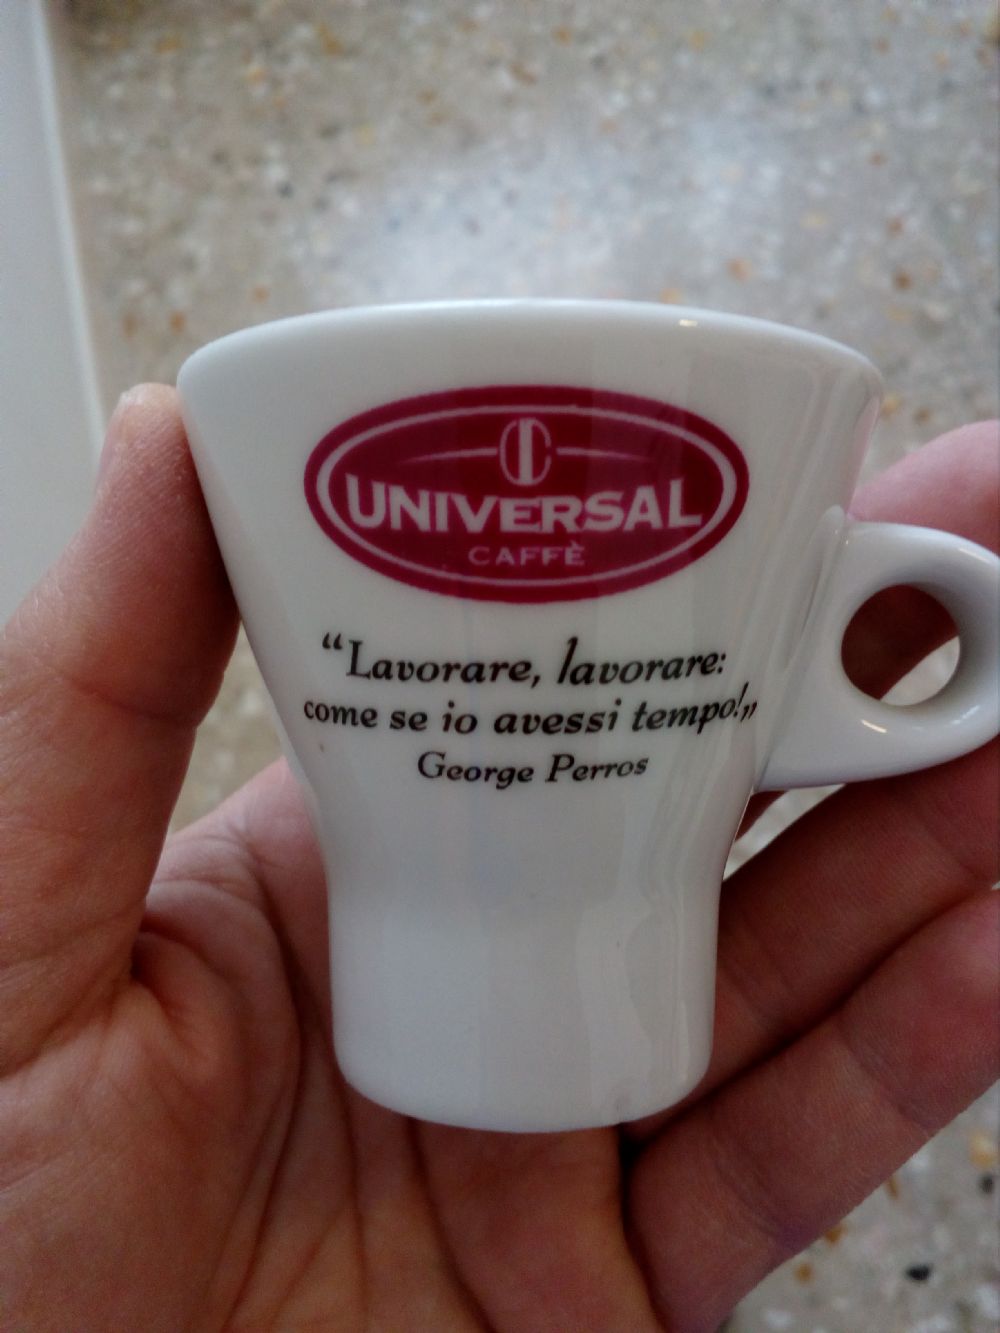 UNIVERSAL
CAFFÈ
“Lavorare, lavorare:
come se io avessi tempo!„
George Perros